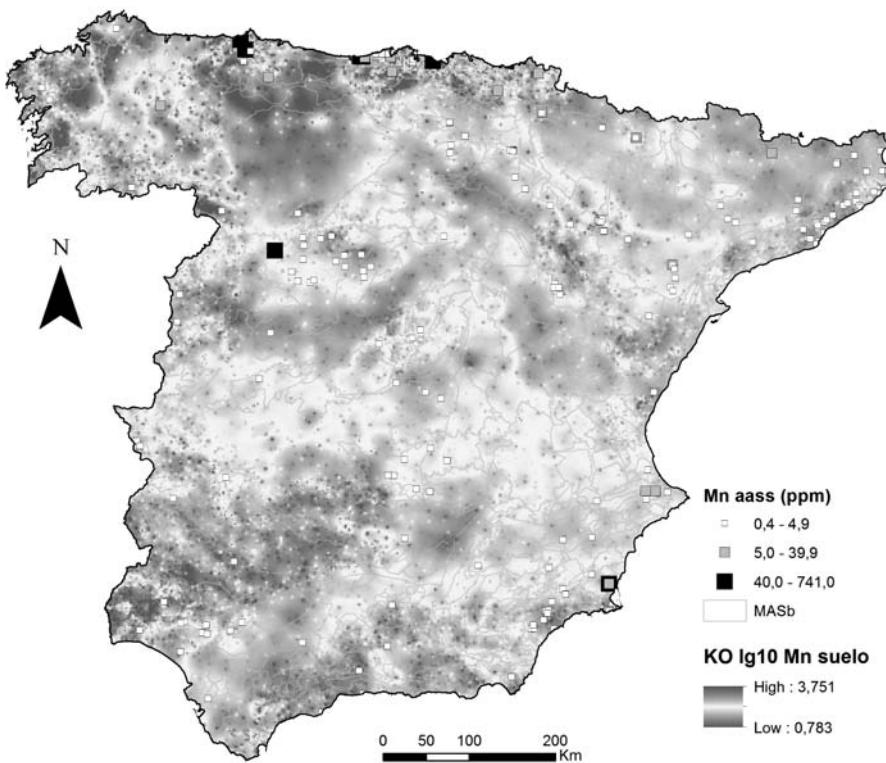 N
Mn aass (ppm)
0,4 - 4,9
5,0 - 39,9
40,0 - 741,0
MASb
KO lg10 Mn suelo
High : 3,751
Low : 0,783
0 50 100 200
Km